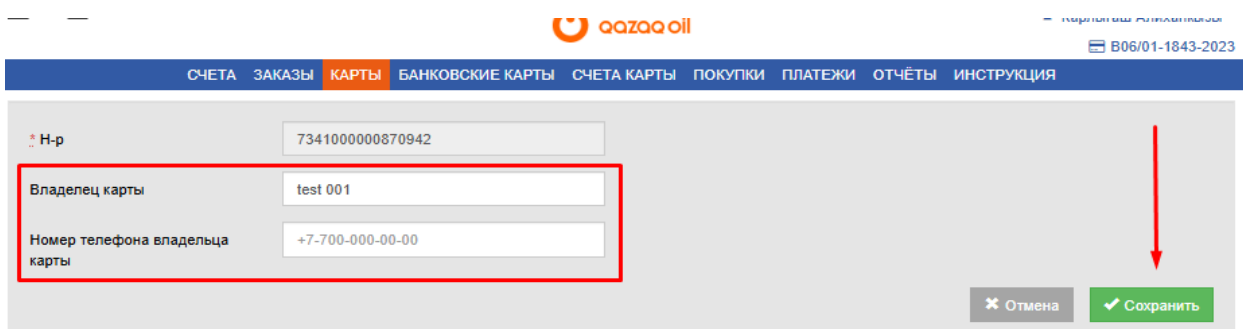 qazaq oil
B06/01-1843-2023
СЧЕТА ЗАКАЗЫ КАРТЫ БАНКОВСКИЕ КАРТЫ СЧЕТА КАРТЫ ПОКУПКИ ПЛАТЕЖИ ОТЧЁТЫ ИНСТРУКЦИЯ
* Н-р 7341000000870942
Владелец карты test 001
Номер телефона владельца
карты
+7-700-000-00-00
Отмена Сохранить